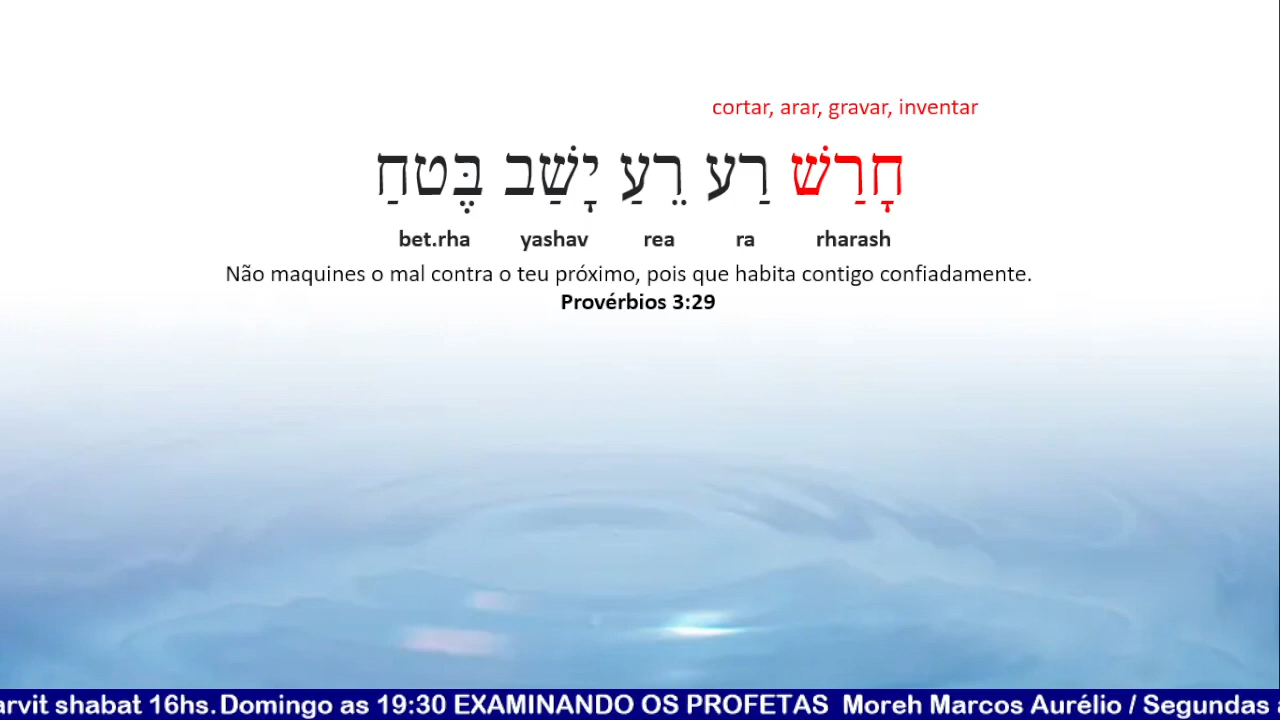 cortar, arar, gravar, inventar
חָרַשׁ רַע רֵעַ יָשַׁב בֶּטחַ
bet.rha yashav rea ra rharash
Não maquines o mal contra o teu próximo, pois que habita contigo confiadamente.
Provérbios 3:29
arvit shabat 16hs. Domingo as 19:30 EXAMINANDO OS PROFETAS Moreh Marcos Aurélio / Segundas